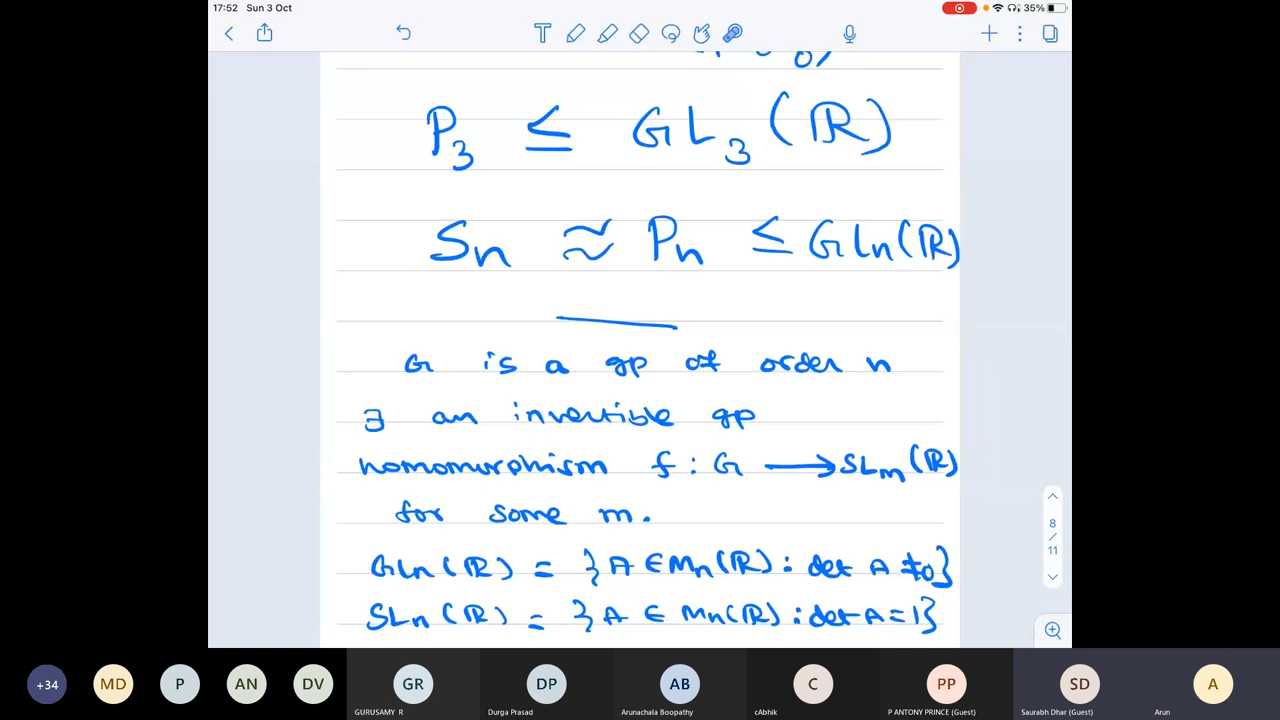 17:52 Sun 3 Oct
35%
P₃ ≤ GL₃(ℝ)
Sₙ ≈ Pₙ ≤ GLn(ℝ)
G is a gp of order n
∃ an invertible gp
homomorphism f : G ⟶ SLm(ℝ)
for some m.
GLn(ℝ) = {A ∈ Mn(ℝ) : det A ≠0}
SLn(ℝ) = {A ∈ Mn(ℝ) : det A = 1}
8
/
11
+34
MD
P
AN
DV
GR
GURUSAMY R
DP
Durga Prasad
AB
Arunachala Boopathy
C
cAbhik
PP
P ANTONY PRINCE (Guest)
SD
Saurabh Dhar (Guest)
A
Arun